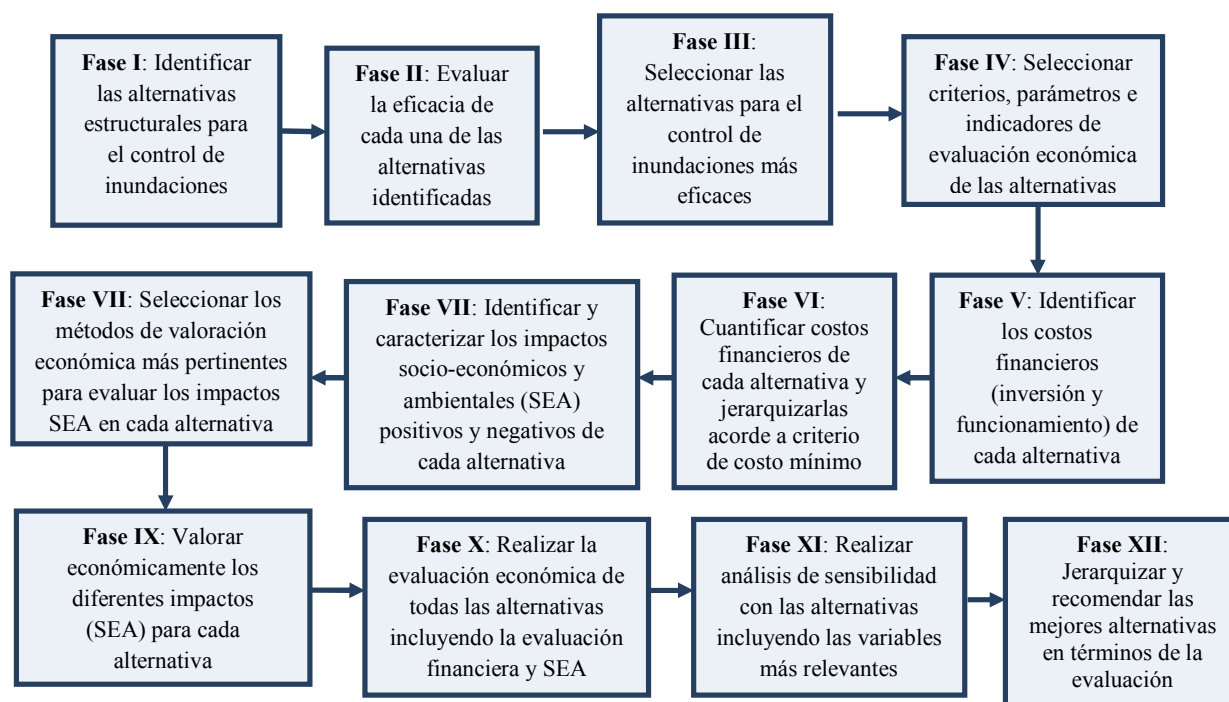 Fase I: Identificar
las alternativas
estructurales para
el control de
inundaciones
Fase II: Evaluar
la eficacia de
cada una de las
alternativas
identificadas
Fase III:
Seleccionar las
alternativas para el
control de
inundaciones más
eficaces
Fase IV: Seleccionar
criterios, parámetros e
indicadores de
evaluación económica
de las alternativas
Fase V: Identificar
los costos
financieros
(inversión y
funcionamiento) de
cada alternativa
Fase VI:
Cuantificar costos
financieros de
cada alternativa y
jerarquizarlas
acorde a criterio
de costo mínimo
Fase VII: Identificar y
caracterizar los impactos
socio-económicos y
ambientales (SEA)
positivos y negativos de
cada alternativa
Fase VII: Seleccionar los
métodos de valoración
económica más pertinentes
para evaluar los impactos
SEA en cada alternativa
Fase IX: Valorar
económicamente los
diferentes impactos
(SEA) para cada
alternativa
Fase X: Realizar la
evaluación económica de
todas las alternativas
incluyendo la evaluación
financiera y SEA
Fase XI: Realizar
análisis de sensibilidad
con las alternativas
incluyendo las variables
más relevantes
Fase XII:
Jerarquizar y
recomendar las
mejores alternativas
en términos de la
evaluación